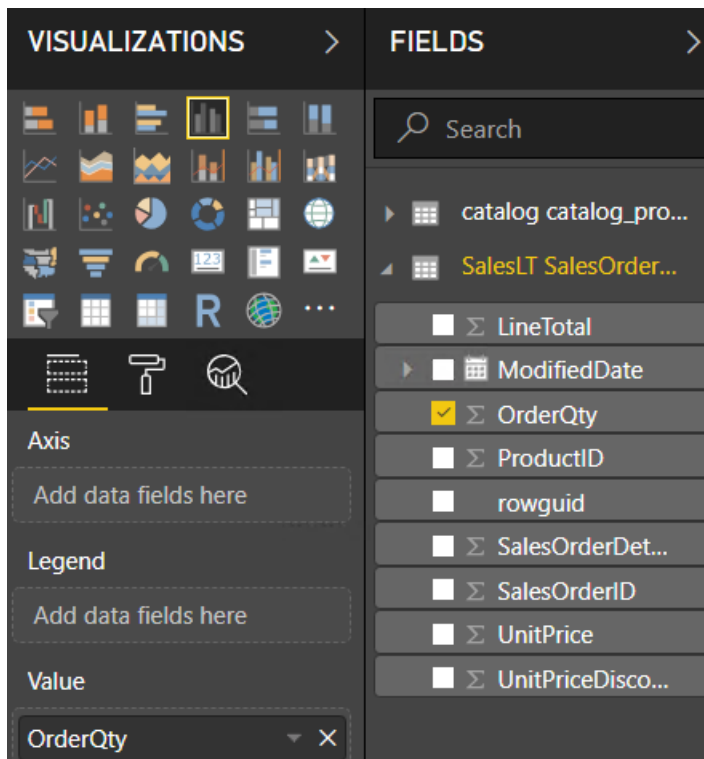 VISUALIZATIONS
123
R
Axis
Add data fields here
Legend
Add data fields here
Value
OrderQty
FIELDS
Search
catalog catalog_pro...
SalesLT SalesOrder...
Σ LineTotal
ModifiedDate
Σ OrderQty
Σ ProductID
rowguid
Σ SalesOrderDet...
Σ SalesOrderID
Σ UnitPrice
Σ UnitPriceDisco...